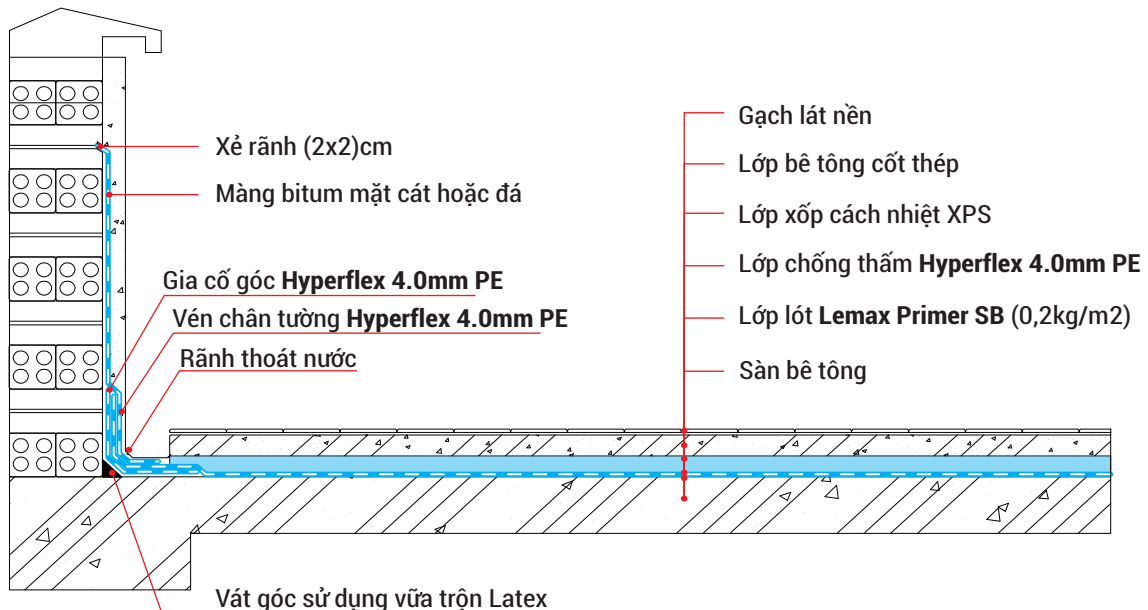 Xẻ rãnh (2x2)cm
Màng bitum mặt cát hoặc đá
Gia cố góc Hyperflex 4.0mm PE
Vén chân tường Hyperflex 4.0mm PE
Rãnh thoát nước
Vát góc sử dụng vữa trộn Latex
Gạch lát nền
Lớp bê tông cốt thép
Lớp xốp cách nhiệt XPS
Lớp chống thấm Hyperflex 4.0mm PE
Lớp lót Lemax Primer SB (0,2kg/m2)
Sàn bê tông